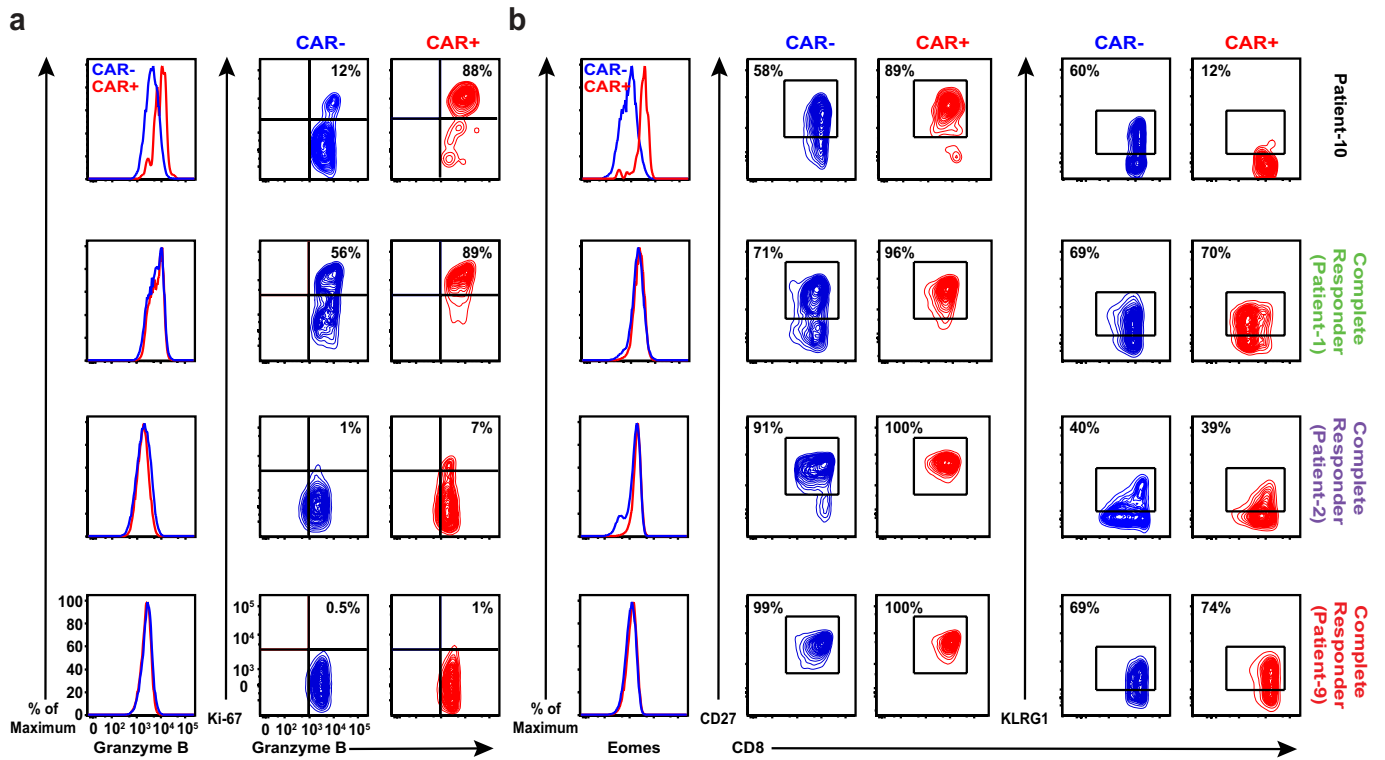 a
b
CAR-
CAR+
CAR-
CAR+
CAR-
CAR+
CAR-
CAR+
12%
88%
CAR-
CAR+
58%
89%
60%
12%
Patient-10
56%
89%
71%
96%
69%
70%
Complete
Responder
(Patient-1)
1%
7%
91%
100%
40%
39%
Complete
Responder
(Patient-2)
100
80
60
40
20
0
0 10² 10³ 10⁴ 10⁵
10⁵
10⁴
10³
0
0.5%
1%
0 10² 10³ 10⁴ 10⁵
99%
100%
69%
74%
Complete
Responder
(Patient-9)
% of
Maximum
Granzyme B
Ki-67
Granzyme B
% of
Maximum
Eomes
CD27
CD8
KLRG1